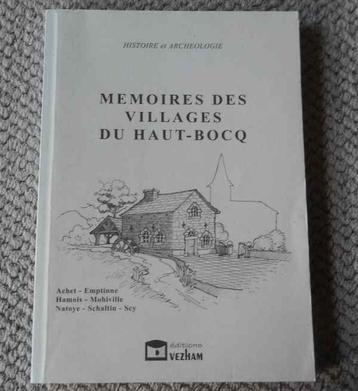 HISTOIRE et ARCHEOLOGIE
MEMOIRES DES
VILLAGES
DU HAUT-BOCQ
Achet - Emptinne
Hamois - Mohiville
Natoye - Schaltin - Scy
éditions
VEZHAM